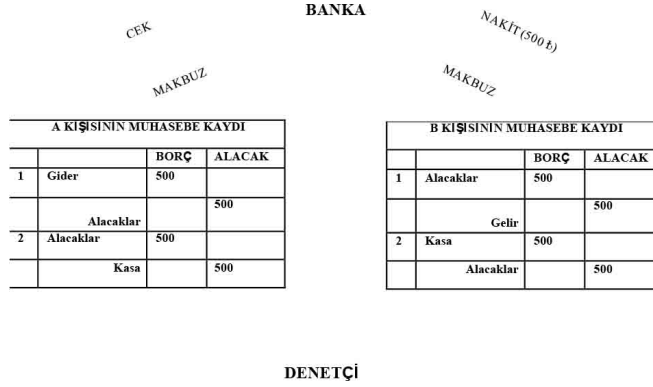 BANKA
CEK
NAKİT(500 ₺)
MAKBUZ
MAKBUZ
A KİŞİSİNİN MUHASEBE KAYDI
BORÇ ALACAK
1 Gider 500
Alacaklar 500
2 Alacaklar 500
Kasa 500
B KİŞİSİNİN MUHASEBE KAYDI
BORÇ ALACAK
1 Alacaklar 500
Gelir 500
2 Kasa 500
Alacaklar 500
DENETÇİ